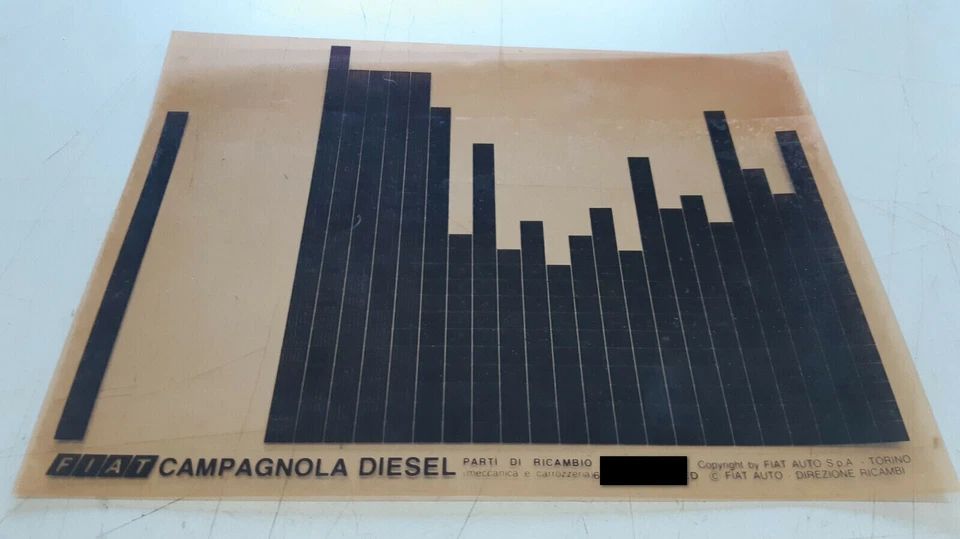 FIAT CAMPAGNOLA DIESEL
PARTI DI RICAMBIO
meccanica e carrozzeria
Copyright by FIAT AUTO S.p.A. - TORINO
© FIAT AUTO - DIREZIONE RICAMBI